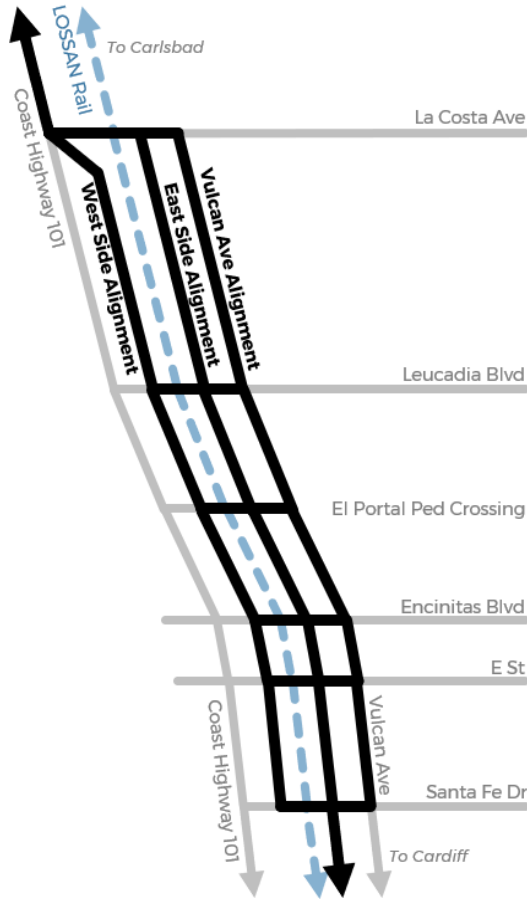 To Carlsbad
LOSSAN Rail
Coast Highway 101
La Costa Ave
West Side Alignment
East Side Alignment
Vulcan Ave Alignment
Leucadia Blvd
El Portal Ped Crossing
Encinitas Blvd
E St
Coast Highway 101
Vulcan Ave
Santa Fe Dr
To Cardiff